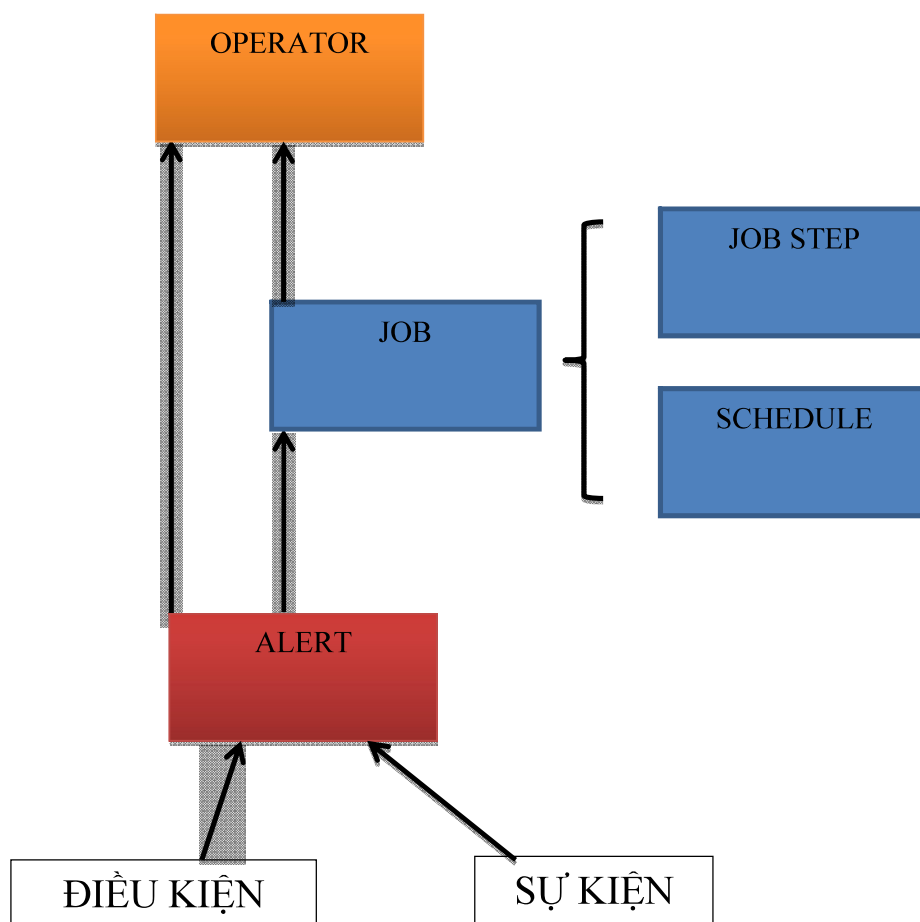 OPERATOR
JOB STEP
JOB
SCHEDULE
ALERT
ĐIỀU KIỆN
SỰ KIỆN